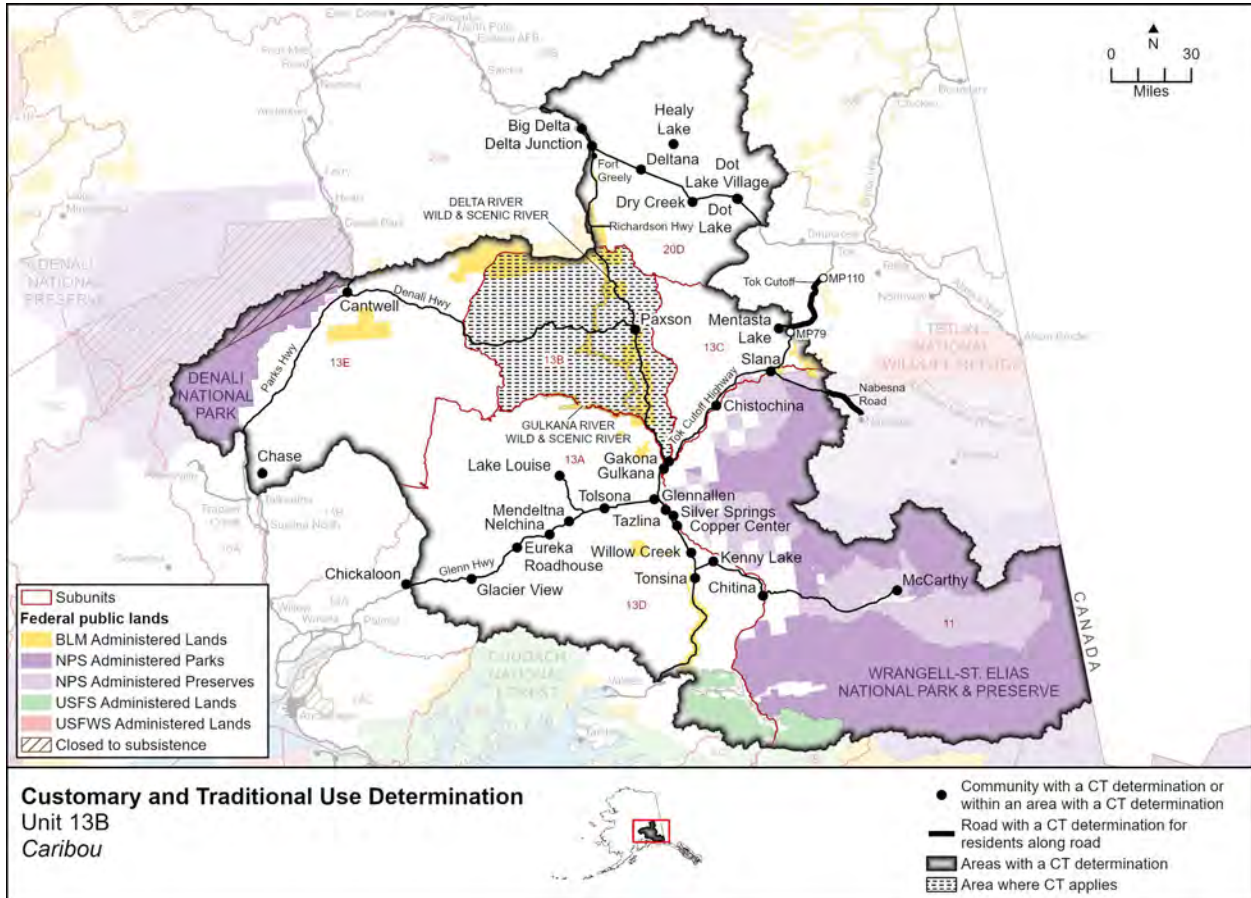 N
0 30
Miles
Healy
Lake
Big Delta
Delta Junction
Fort
Greely
Deltana
Dot
Lake Village
Dry Creek
Dot
Lake
DELTA RIVER
WILD & SCENIC RIVER
Richardson Hwy
20D
Tok Cutoff
MP110
Tok
Mentasta
Lake
MP79
DENALI
NATIONAL
PRESERVE
Cantwell
Denali Hwy
Paxson
13B
13C
13E
Parks Hwy
DENALI
NATIONAL
PARK
Slana
TETLIN
NATIONAL
WILDLIFE REFUGE
Nabesna
Road
Tok Cutoff Highway
Chistochina
GULKANA RIVER
WILD & SCENIC RIVER
13A
Gakona
Gulkana
Chase
Lake Louise
Tolsona
Glennallen
Silver Springs
Mendeltna
Nelchina
Tazlina
Copper Center
Eureka
Roadhouse
Willow Creek
Kenny Lake
Glenn Hwy
Chickaloon
Glacier View
Tonsina
Chitina
McCarthy
13D
11
CANADA
CHUGACH
NATIONAL
FOREST
WRANGELL-ST. ELIAS
NATIONAL PARK & PRESERVE
Subunits
Federal public lands
BLM Administered Lands
NPS Administered Parks
NPS Administered Preserves
USFS Administered Lands
USFWS Administered Lands
Closed to subsistence
Customary and Traditional Use Determination
Unit 13B
Caribou
Community with a CT determination or
within an area with a CT determination
Road with a CT determination for
residents along road
Areas with a CT determination
Area where CT applies